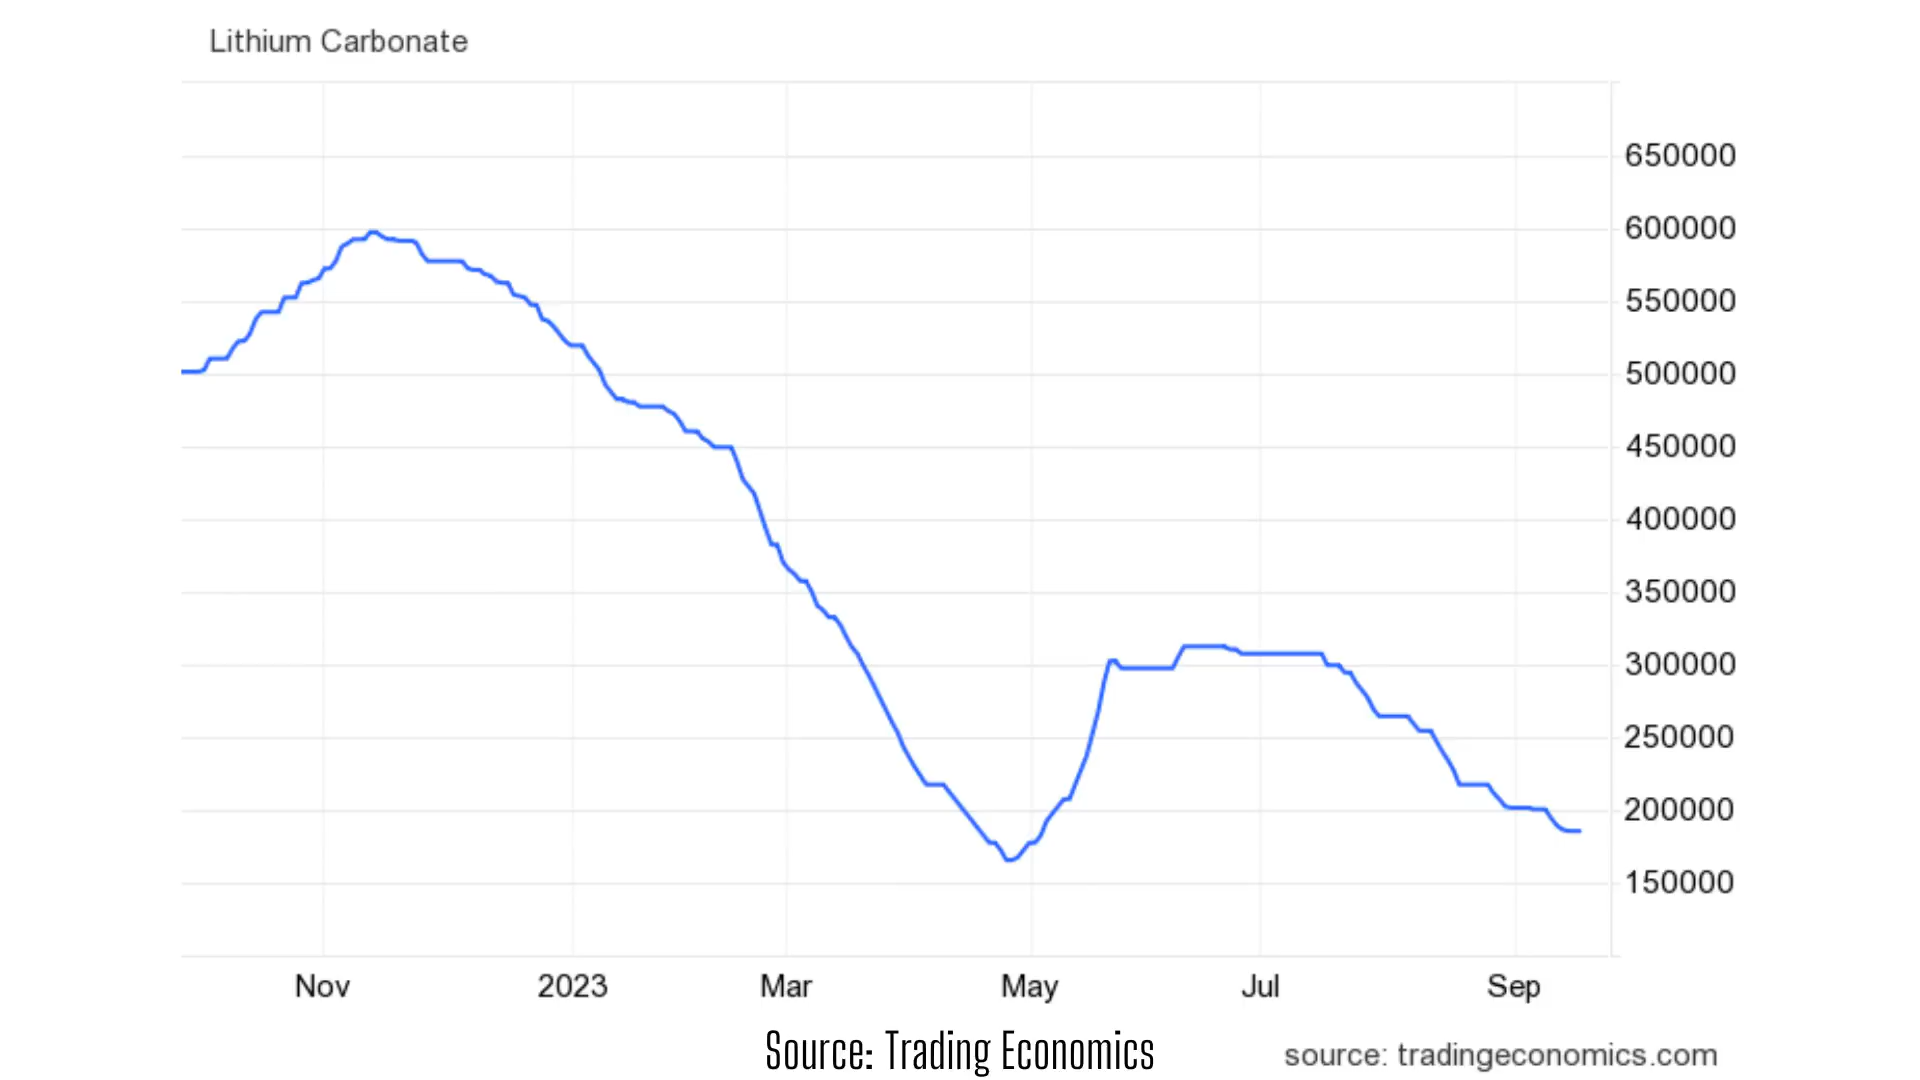 Lithium Carbonate
650000
600000
550000
500000
450000
400000
350000
300000
250000
200000
150000
Nov 2023 Mar May Jul Sep
Source: Trading Economics
source: tradingeconomics.com